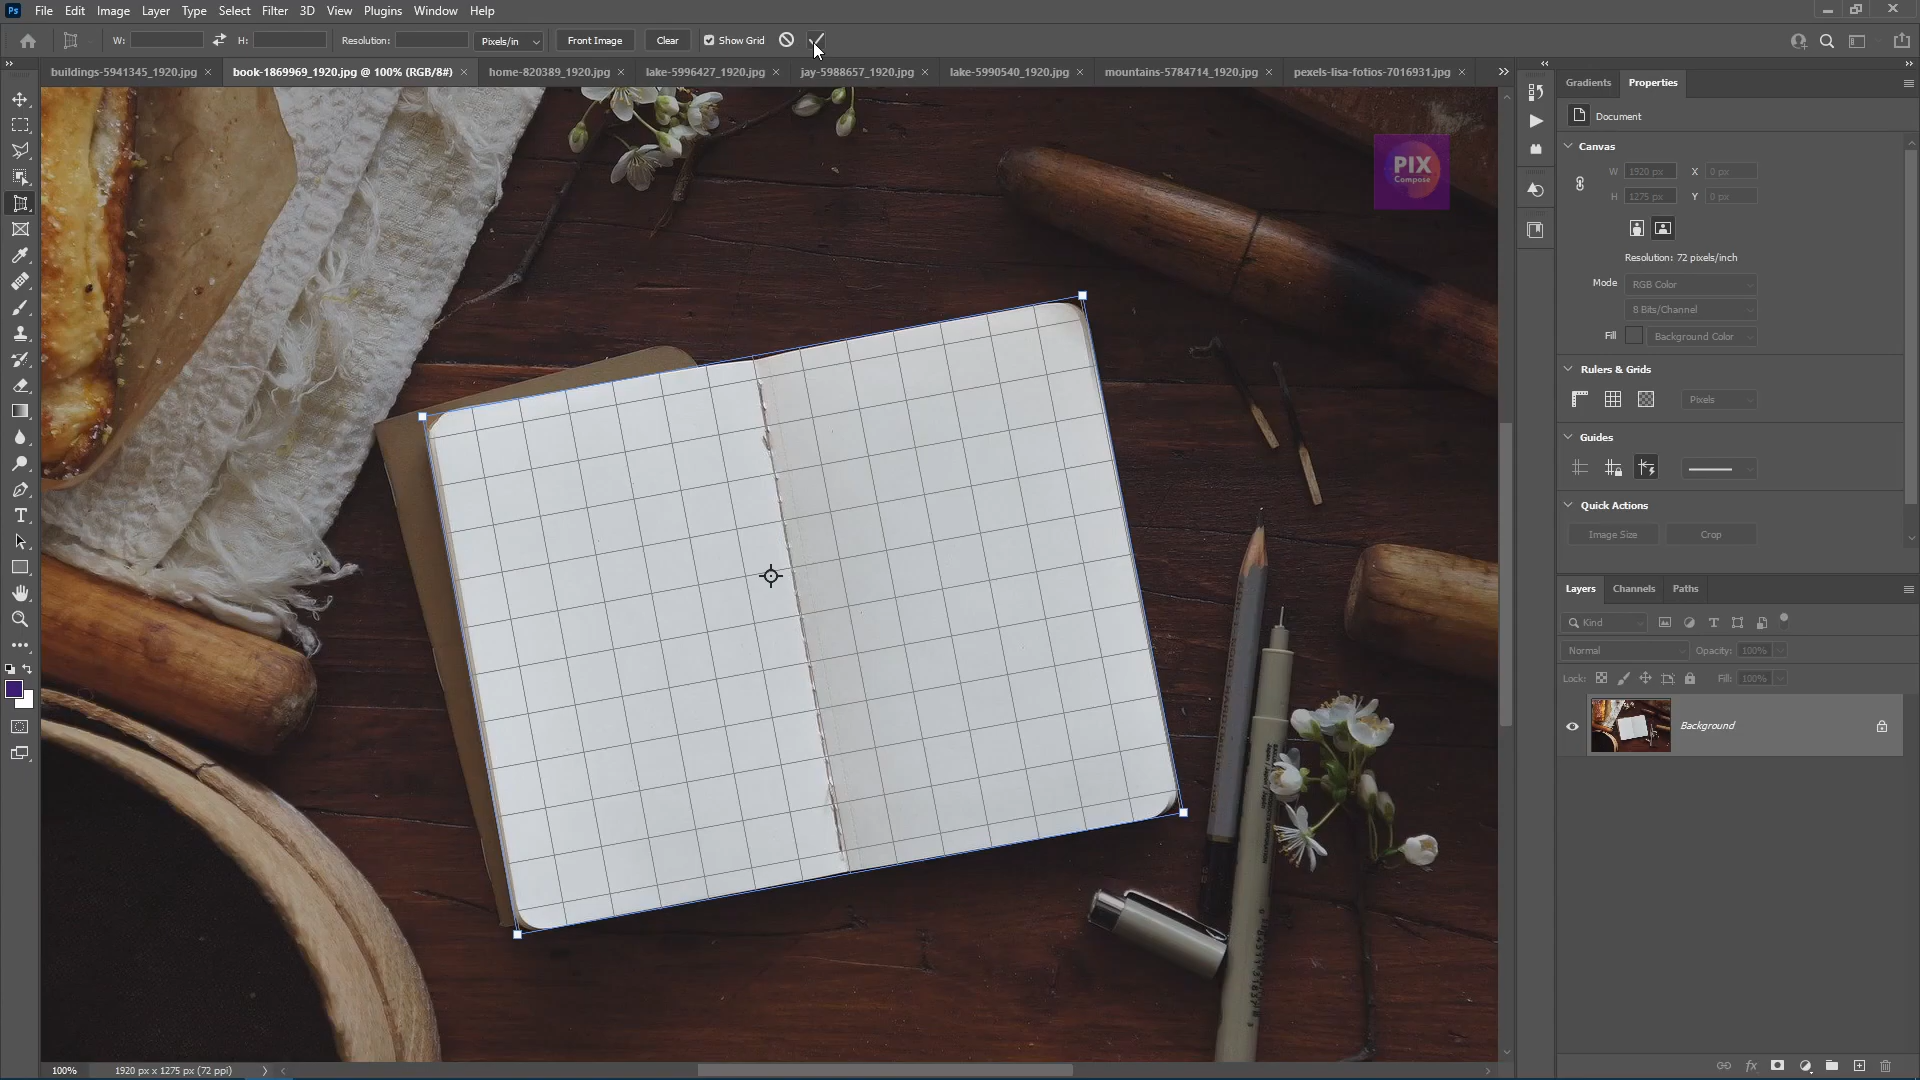 Ps File Edit Image Layer Type Select Filter 3D View Plugins Window Help
W: H: Resolution: Pixels/in Front Image Clear Show Grid
buildings-5941345_1920.jpg book-1869969_1920.jpg @ 100% (RGB/8#) home-820389_1920.jpg lake-5996427_1920.jpg jay-5988657_1920.jpg lake-5990540_1920.jpg mountains-5784714_1920.jpg pexels-lisa-fotios-7016931.jpg
Gradients Properties
Document
Canvas
W 1920 px X 0 px
H 1275 px Y 0 px
Resolution: 72 pixels/inch
Mode RGB Color
8 Bits/Channel
Fill Background Color
Rulers & Grids
Pixels
Guides
Quick Actions
Image Size Crop
Layers Channels Paths
Kind
Normal Opacity: 100%
Lock: Fill: 100%
Background
PIX
Compose
100% 1920 px x 1275 px (72 ppi)